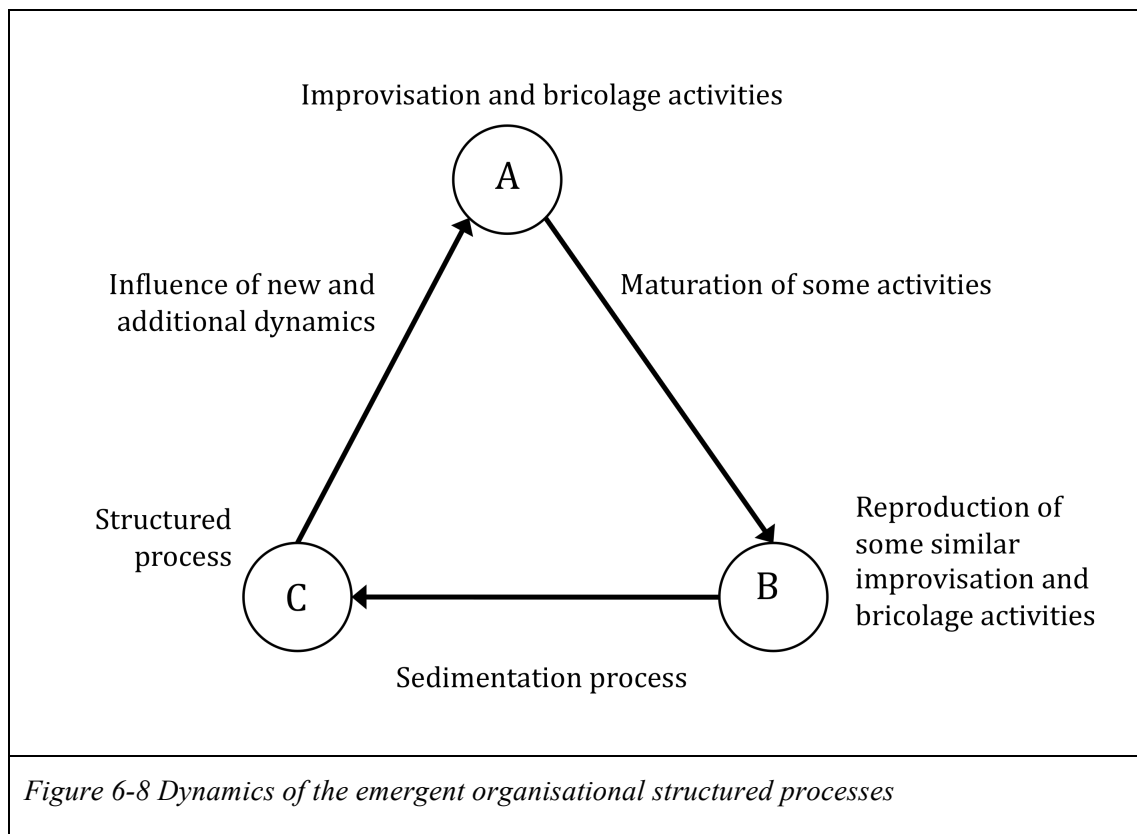 Improvisation and bricolage activities
A
Influence of new and
additional dynamics
Maturation of some activities
Structured
process
C
B
Reproduction of
some similar
improvisation and
bricolage activities
Sedimentation process
Figure 6-8 Dynamics of the emergent organisational structured processes